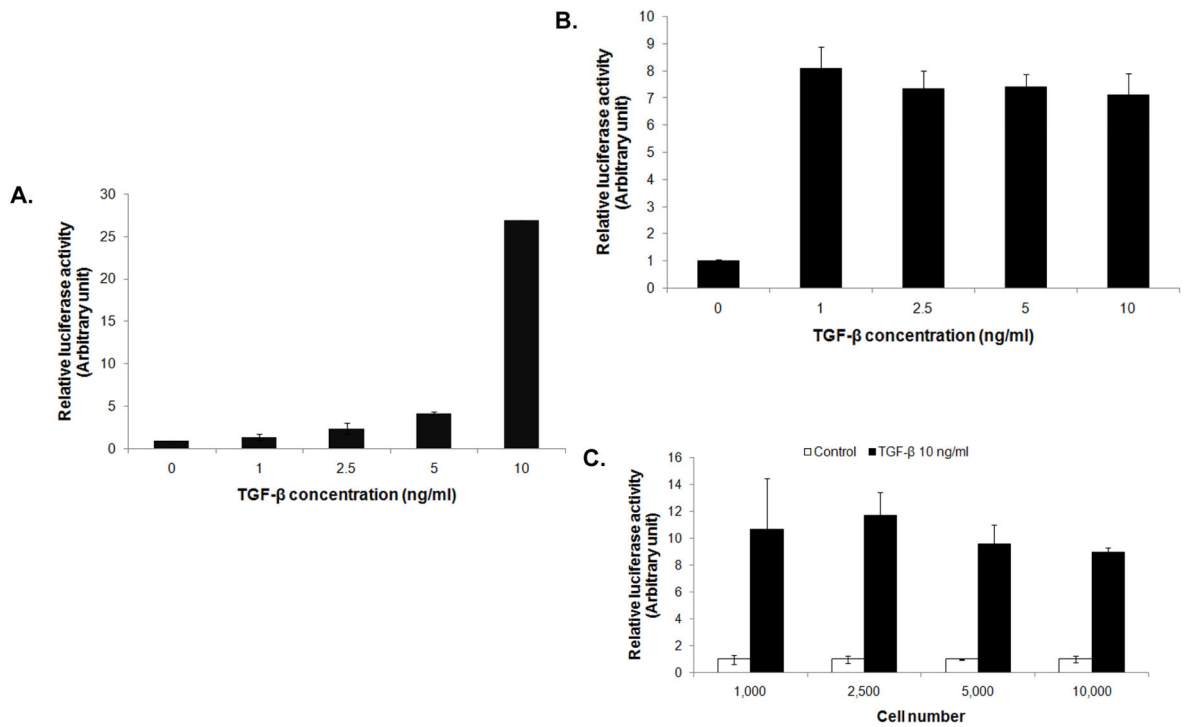 A.
Relative luciferase activity
(Arbitrary unit)
30
25
20
15
10
5
0
0 1 2.5 5 10
TGF-β concentration (ng/ml)
B.
Relative luciferase activity
(Arbitrary unit)
10
9
8
7
6
5
4
3
2
1
0
0 1 2.5 5 10
TGF-β concentration (ng/ml)
C.
Control TGF-β 10 ng/ml
Relative luciferase activity
(Arbitrary unit)
16
14
12
10
8
6
4
2
0
1,000 2,500 5,000 10,000
Cell number